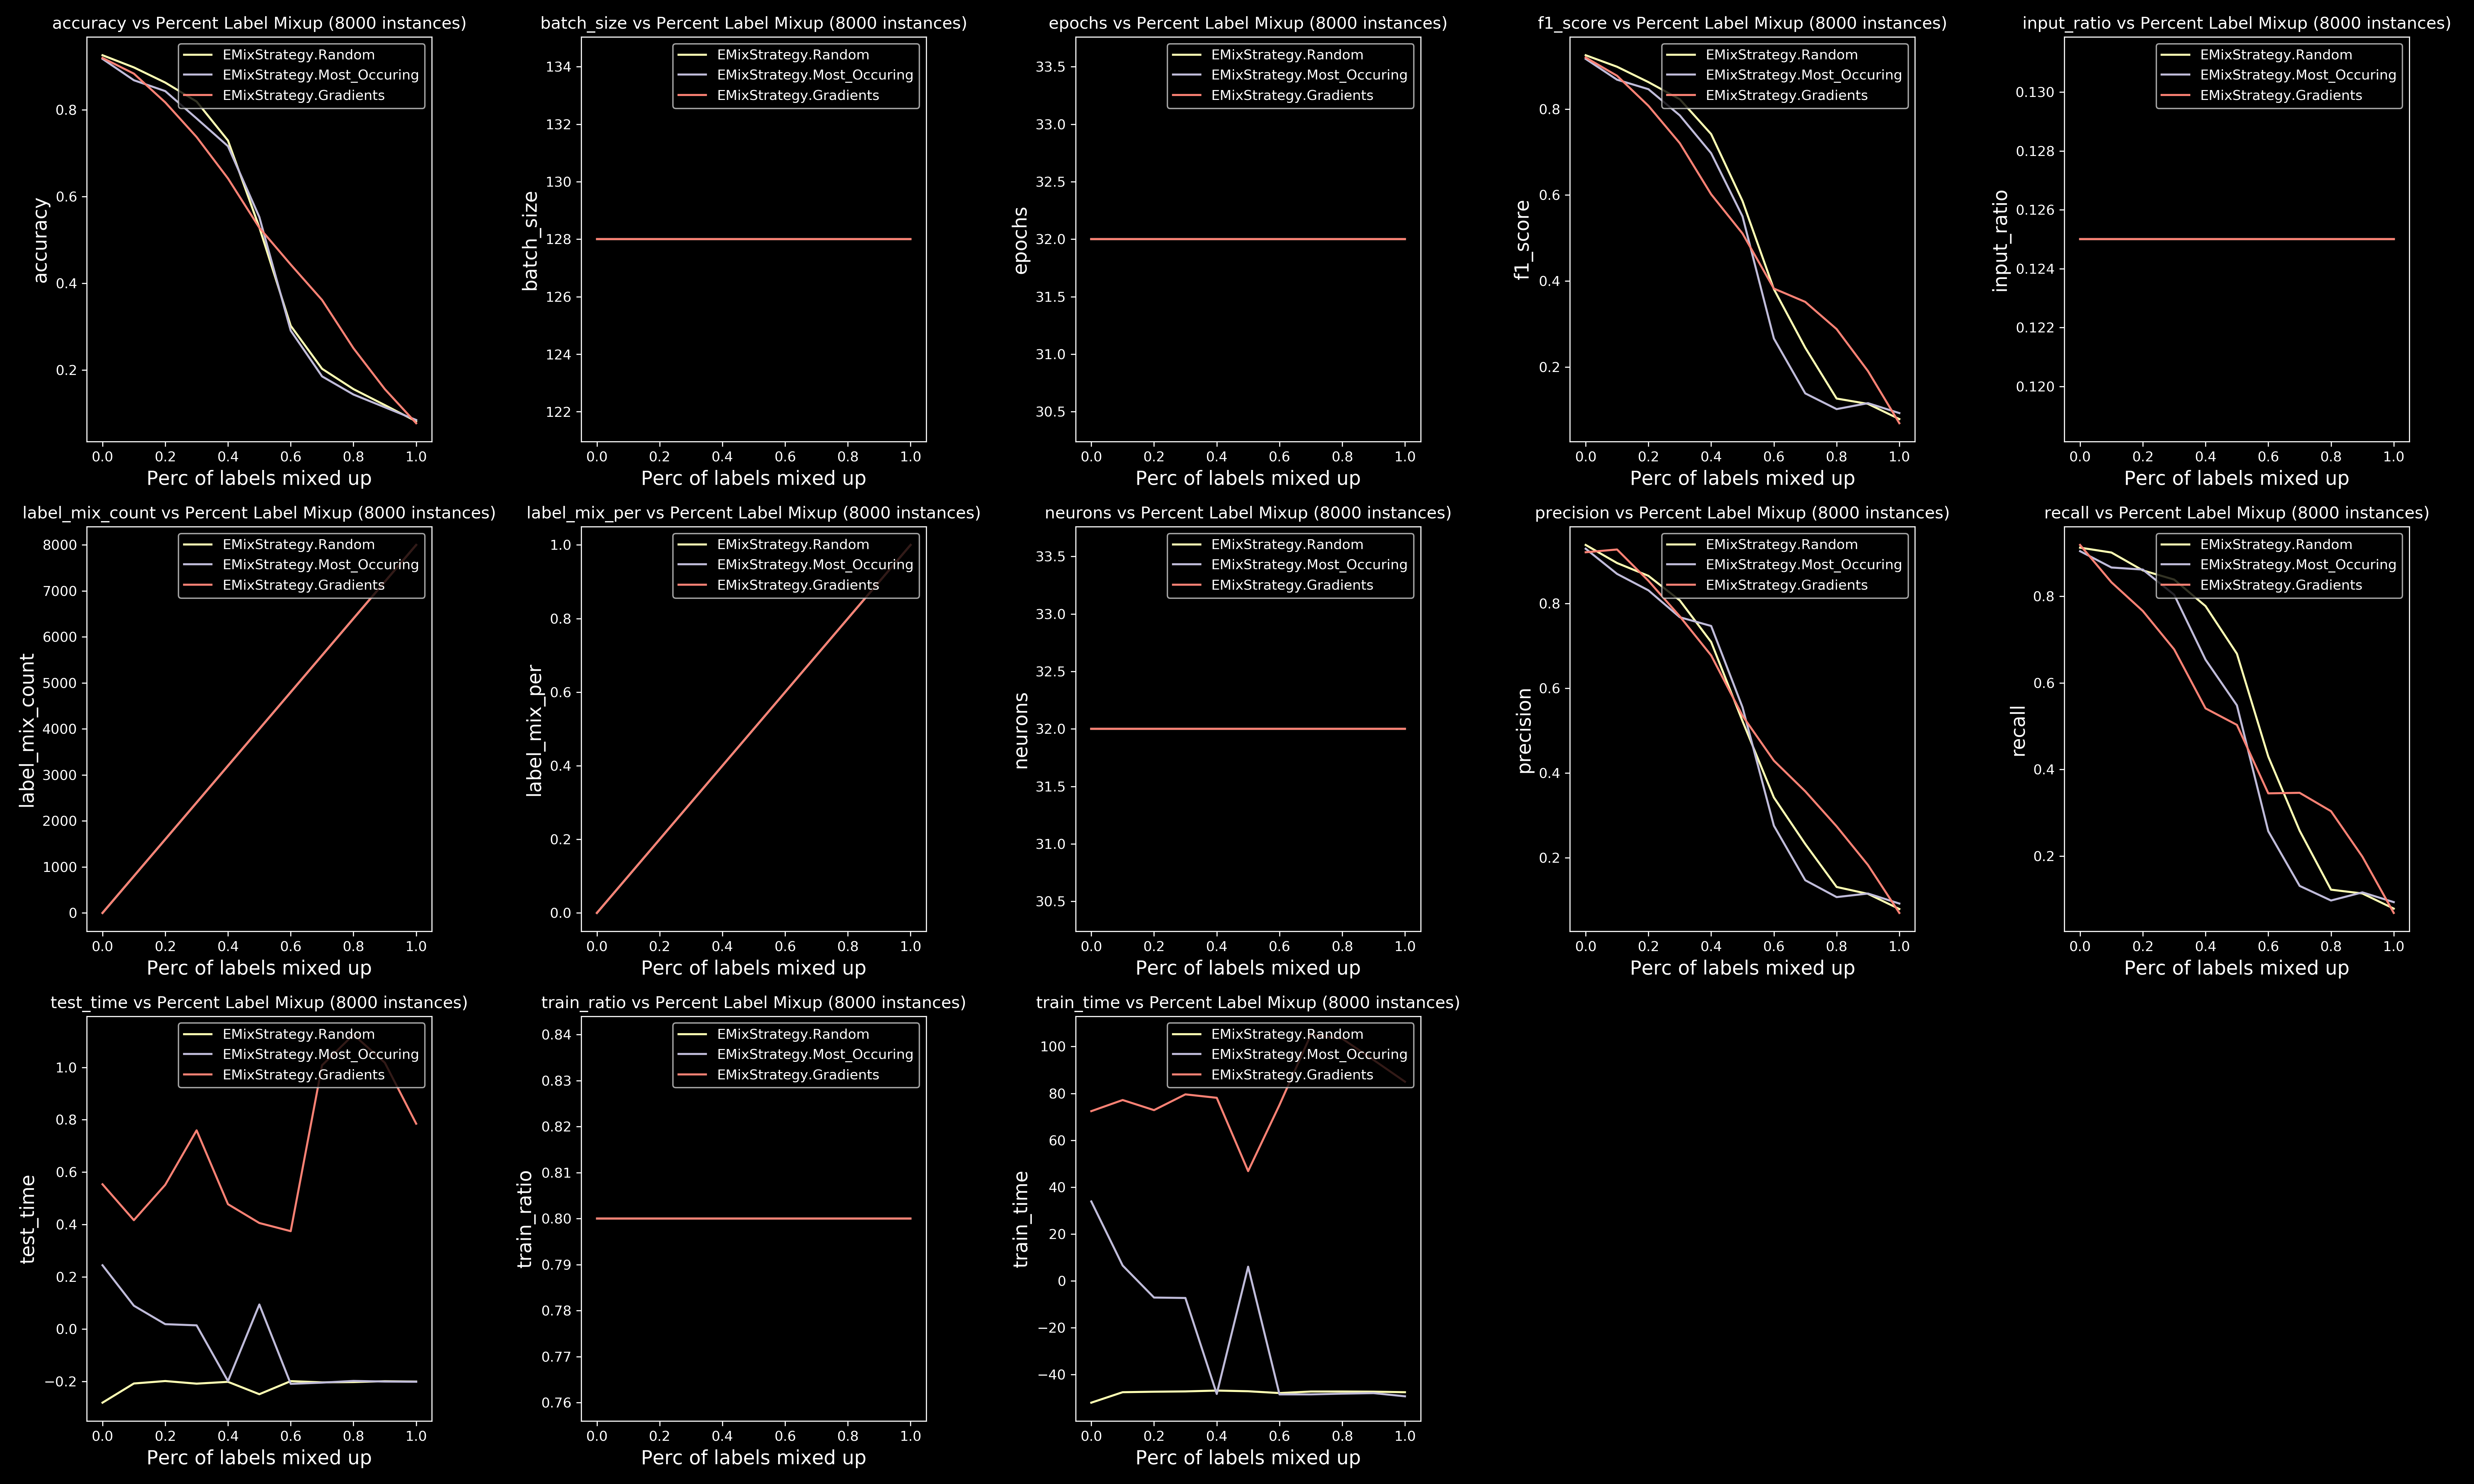 accuracy vs Percent Label Mixup (8000 instances)
EMixStrategy.Random
EMixStrategy.Most_Occuring
EMixStrategy.Gradients
0.8
0.6
0.4
0.2
accuracy
0.0 0.2 0.4 0.6 0.8 1.0
Perc of labels mixed up
batch_size vs Percent Label Mixup (8000 instances)
EMixStrategy.Random
EMixStrategy.Most_Occuring
EMixStrategy.Gradients
134
132
130
128
126
124
122
batch_size
0.0 0.2 0.4 0.6 0.8 1.0
Perc of labels mixed up
epochs vs Percent Label Mixup (8000 instances)
EMixStrategy.Random
EMixStrategy.Most_Occuring
EMixStrategy.Gradients
33.5
33.0
32.5
32.0
31.5
31.0
30.5
epochs
0.0 0.2 0.4 0.6 0.8 1.0
Perc of labels mixed up
f1_score vs Percent Label Mixup (8000 instances)
EMixStrategy.Random
EMixStrategy.Most_Occuring
EMixStrategy.Gradients
0.8
0.6
0.4
0.2
f1_score
0.0 0.2 0.4 0.6 0.8 1.0
Perc of labels mixed up
input_ratio vs Percent Label Mixup (8000 instances)
EMixStrategy.Random
EMixStrategy.Most_Occuring
EMixStrategy.Gradients
0.130
0.128
0.126
0.124
0.122
0.120
input_ratio
0.0 0.2 0.4 0.6 0.8 1.0
Perc of labels mixed up
label_mix_count vs Percent Label Mixup (8000 instances)
EMixStrategy.Random
EMixStrategy.Most_Occuring
EMixStrategy.Gradients
8000
7000
6000
5000
4000
3000
2000
1000
0
label_mix_count
0.0 0.2 0.4 0.6 0.8 1.0
Perc of labels mixed up
label_mix_per vs Percent Label Mixup (8000 instances)
EMixStrategy.Random
EMixStrategy.Most_Occuring
EMixStrategy.Gradients
1.0
0.8
0.6
0.4
0.2
0.0
label_mix_per
0.0 0.2 0.4 0.6 0.8 1.0
Perc of labels mixed up
neurons vs Percent Label Mixup (8000 instances)
EMixStrategy.Random
EMixStrategy.Most_Occuring
EMixStrategy.Gradients
33.5
33.0
32.5
32.0
31.5
31.0
30.5
neurons
0.0 0.2 0.4 0.6 0.8 1.0
Perc of labels mixed up
precision vs Percent Label Mixup (8000 instances)
EMixStrategy.Random
EMixStrategy.Most_Occuring
EMixStrategy.Gradients
0.8
0.6
0.4
0.2
precision
0.0 0.2 0.4 0.6 0.8 1.0
Perc of labels mixed up
recall vs Percent Label Mixup (8000 instances)
EMixStrategy.Random
EMixStrategy.Most_Occuring
EMixStrategy.Gradients
0.8
0.6
0.4
0.2
recall
0.0 0.2 0.4 0.6 0.8 1.0
Perc of labels mixed up
test_time vs Percent Label Mixup (8000 instances)
EMixStrategy.Random
EMixStrategy.Most_Occuring
EMixStrategy.Gradients
1.0
0.8
0.6
0.4
0.2
0.0
−0.2
test_time
0.0 0.2 0.4 0.6 0.8 1.0
Perc of labels mixed up
train_ratio vs Percent Label Mixup (8000 instances)
EMixStrategy.Random
EMixStrategy.Most_Occuring
EMixStrategy.Gradients
0.84
0.83
0.82
0.81
0.80
0.79
0.78
0.77
0.76
train_ratio
0.0 0.2 0.4 0.6 0.8 1.0
Perc of labels mixed up
train_time vs Percent Label Mixup (8000 instances)
EMixStrategy.Random
EMixStrategy.Most_Occuring
EMixStrategy.Gradients
100
80
60
40
20
0
−20
−40
train_time
0.0 0.2 0.4 0.6 0.8 1.0
Perc of labels mixed up